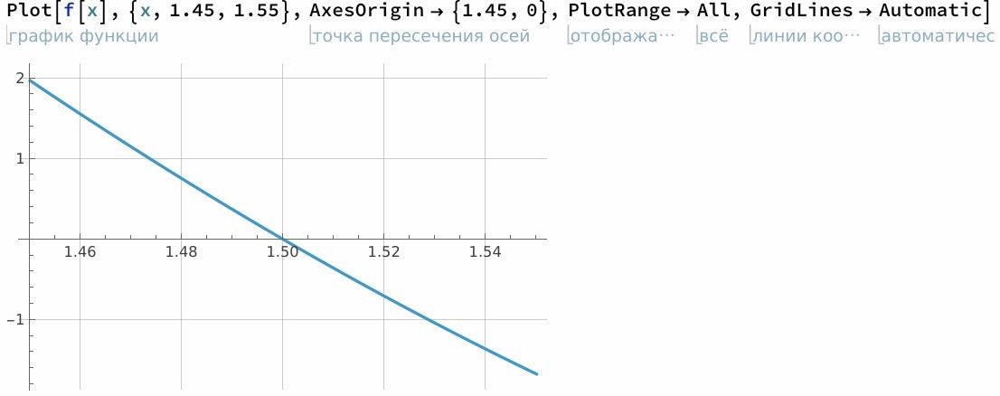 Plot[f[x], {x, 1.45, 1.55}, AxesOrigin → {1.45, 0}, PlotRange → All, GridLines → Automatic]
график функции точка пересечения осей отобража… всё линии коо… автоматичес
2
1
1.46 1.48 1.50 1.52 1.54
−1